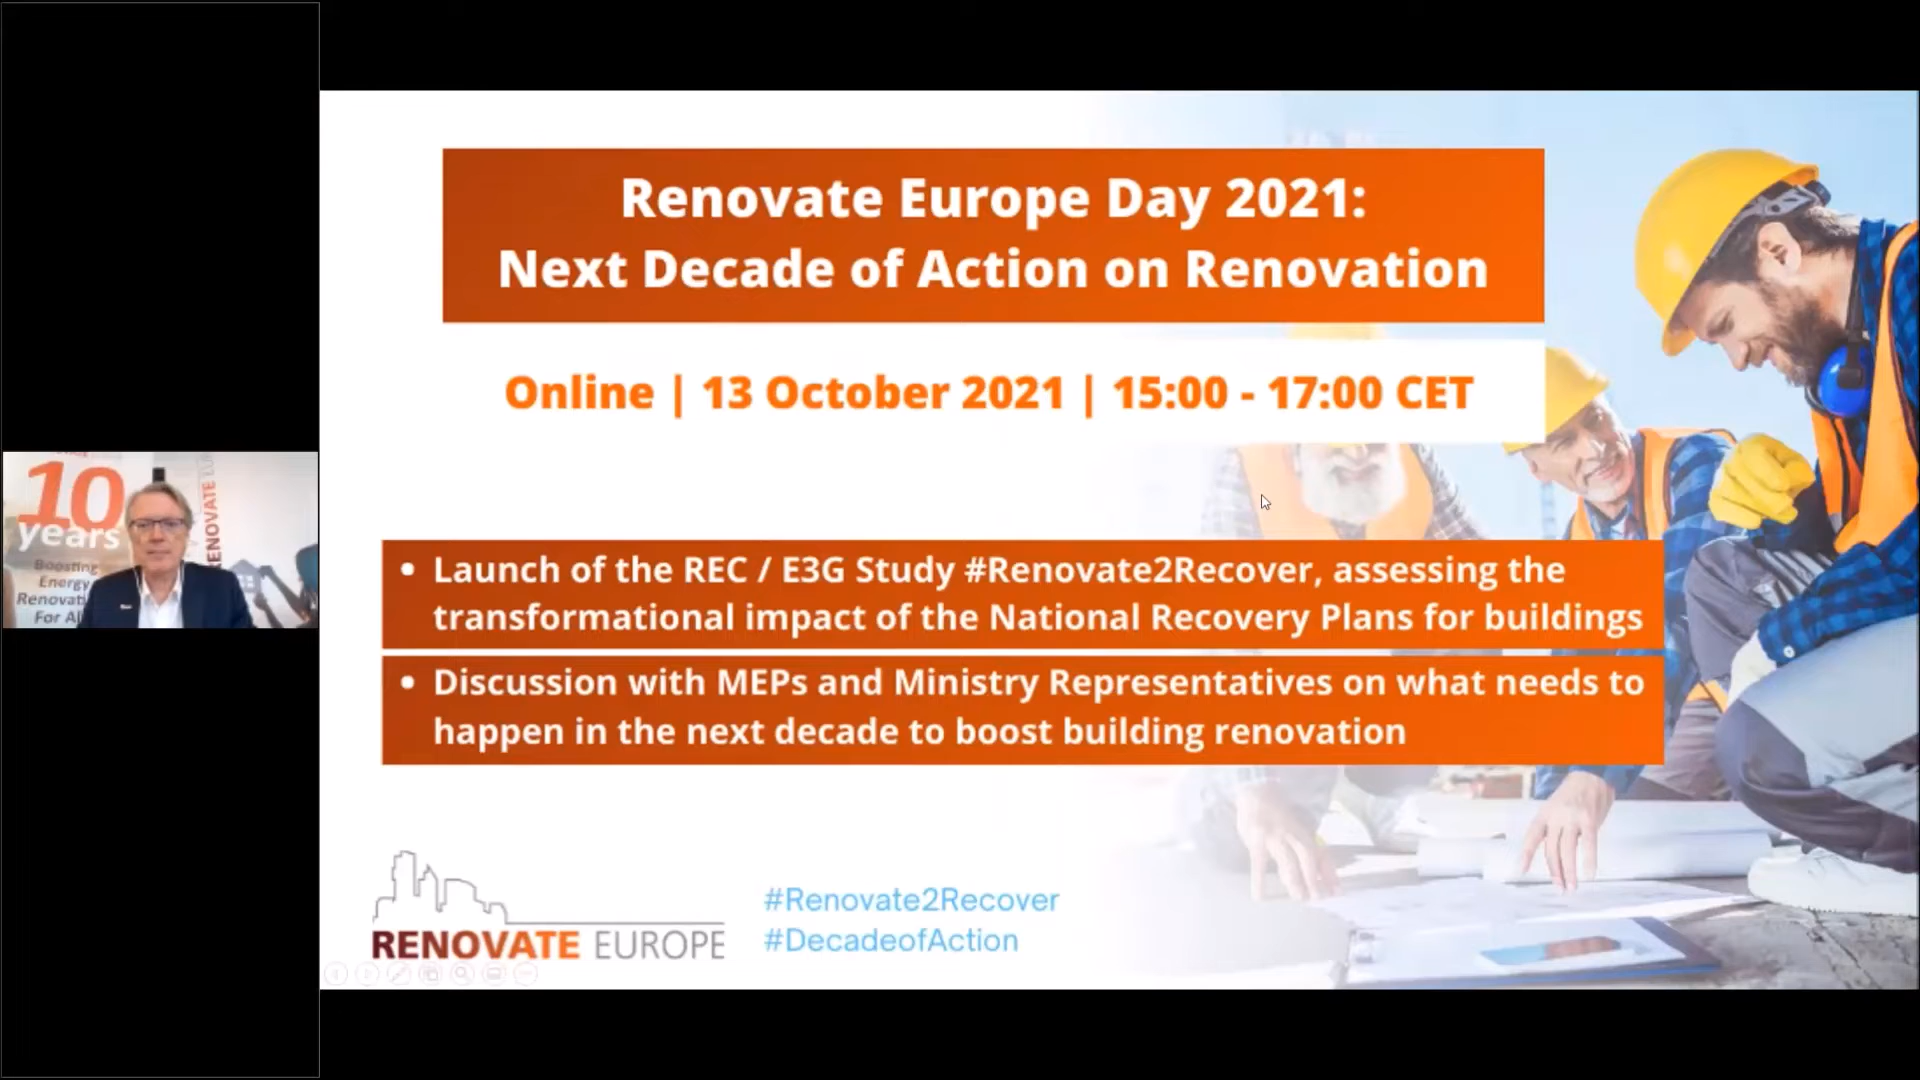 Renovate Europe Day 2021:
Next Decade of Action on Renovation
Online | 13 October 2021 | 15:00 - 17:00 CET
• Launch of the REC / E3G Study #Renovate2Recover, assessing the
transformational impact of the National Recovery Plans for buildings
• Discussion with MEPs and Ministry Representatives on what needs to
happen in the next decade to boost building renovation
#Renovate2Recover
#DecadeofAction
RENOVATE EUROPE
10
years
Boosting
Energy
For
RENOVATE